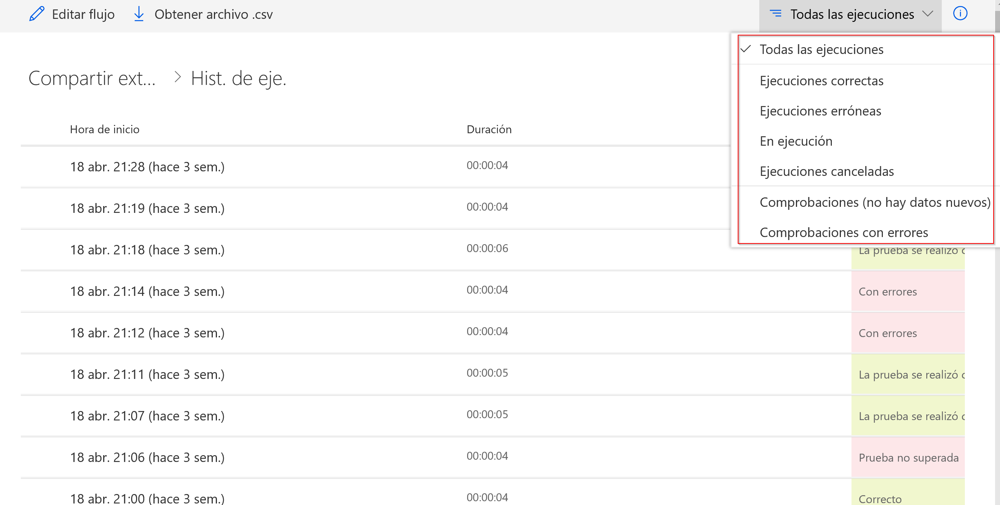 Editar flujo
Obtener archivo .csv
Todas las ejecuciones
Todas las ejecuciones
Ejecuciones correctas
Ejecuciones erróneas
En ejecución
Ejecuciones canceladas
Comprobaciones (no hay datos nuevos)
Comprobaciones con errores
Compartir ext... > Hist. de eje.
Hora de inicio Duración
18 abr. 21:28 (hace 3 sem.) 00:00:04
18 abr. 21:19 (hace 3 sem.) 00:00:04
18 abr. 21:18 (hace 3 sem.) 00:00:06 La prueba se realizó
18 abr. 21:14 (hace 3 sem.) 00:00:04 Con errores
18 abr. 21:12 (hace 3 sem.) 00:00:04 Con errores
18 abr. 21:11 (hace 3 sem.) 00:00:05 La prueba se realizó
18 abr. 21:07 (hace 3 sem.) 00:00:05 La prueba se realizó
18 abr. 21:06 (hace 3 sem.) 00:00:04 Prueba no superada
18 abr. 21:00 (hace 3 sem.) 00:00:04 Correcto